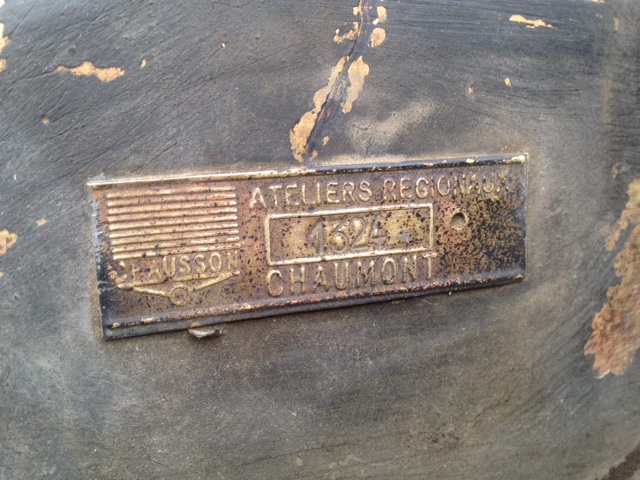 ATELIERS REGIONAUX
1324
CHAUSSON
CHAUMONT